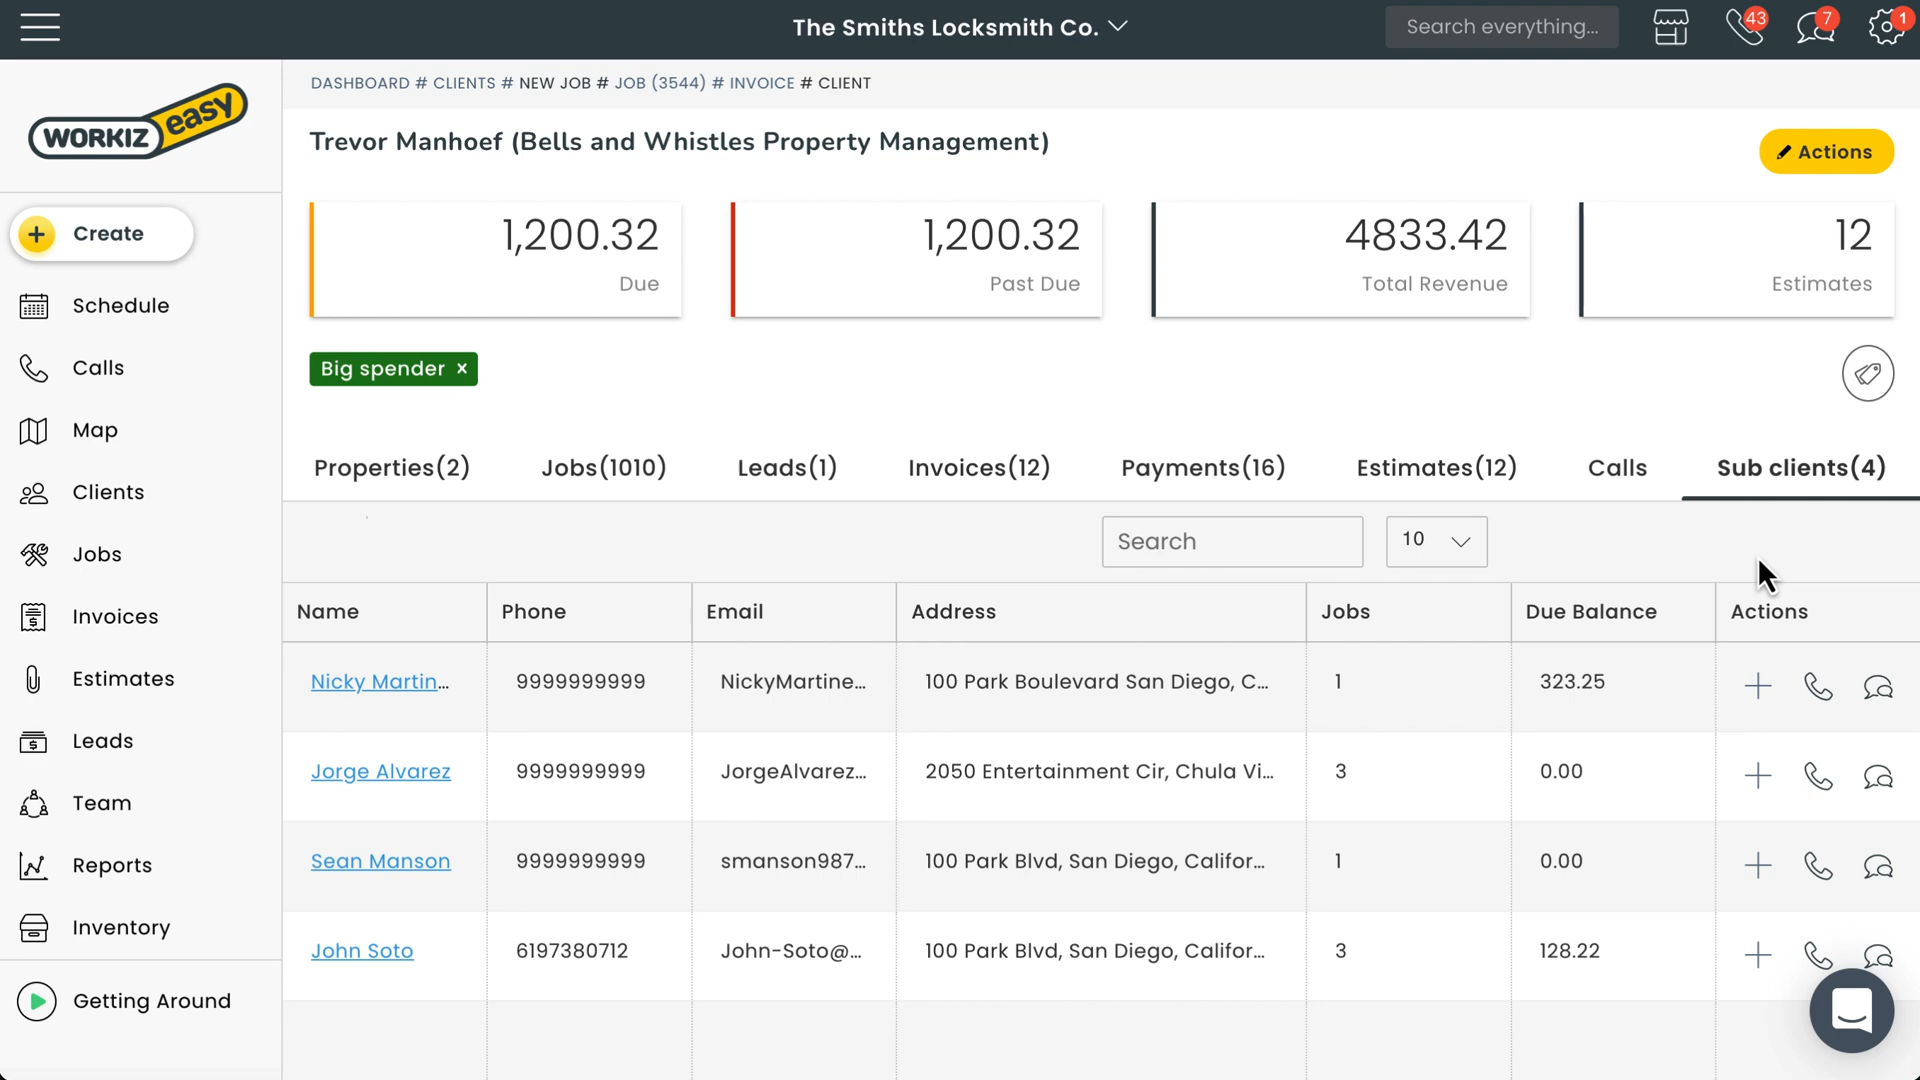 The Smiths Locksmith Co.
Search everything...
43
7
1
WORKIZ easy
DASHBOARD # CLIENTS # NEW JOB # JOB (3544) # INVOICE # CLIENT
Trevor Manhoef (Bells and Whistles Property Management)
Actions
Create
1,200.32
Due
1,200.32
Past Due
4833.42
Total Revenue
12
Estimates
Schedule
Calls
Map
Clients
Jobs
Invoices
Estimates
Leads
Team
Reports
Inventory
Getting Around
Big spender x
Properties(2) Jobs(1010) Leads(1) Invoices(12) Payments(16) Estimates(12) Calls Sub clients(4)
Search 10
Name Phone Email Address Jobs Due Balance Actions
Nicky Martin... 9999999999 NickyMartine... 100 Park Boulevard San Diego, C... 1 323.25
Jorge Alvarez 9999999999 JorgeAlvarez... 2050 Entertainment Cir, Chula Vi... 3 0.00
Sean Manson 9999999999 smanson987... 100 Park Blvd, San Diego, Califor... 1 0.00
John Soto 6197380712 John-Soto@... 100 Park Blvd, San Diego, Califor... 3 128.22